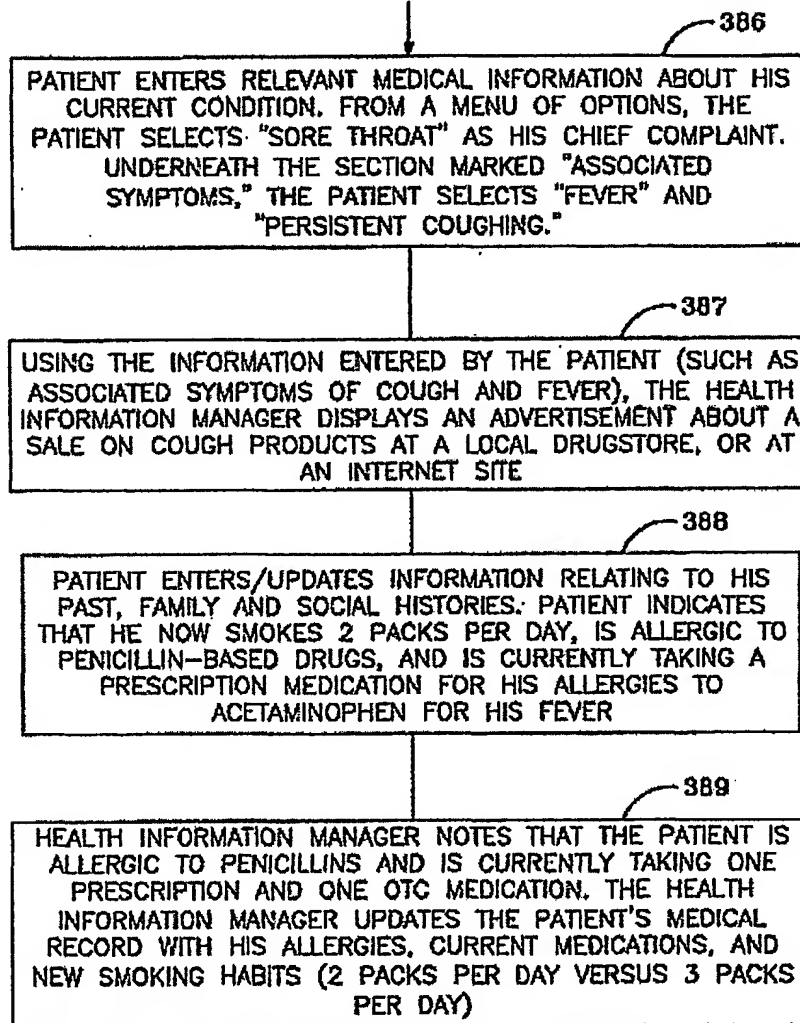 386
PATIENT ENTERS RELEVANT MEDICAL INFORMATION ABOUT HIS
CURRENT CONDITION. FROM A MENU OF OPTIONS, THE
PATIENT SELECTS "SORE THROAT" AS HIS CHIEF COMPLAINT.
UNDERNEATH THE SECTION MARKED "ASSOCIATED
SYMPTOMS," THE PATIENT SELECTS "FEVER" AND
"PERSISTENT COUGHING."
387
USING THE INFORMATION ENTERED BY THE PATIENT (SUCH AS
ASSOCIATED SYMPTOMS OF COUGH AND FEVER), THE HEALTH
INFORMATION MANAGER DISPLAYS AN ADVERTISEMENT ABOUT A
SALE ON COUGH PRODUCTS AT A LOCAL DRUGSTORE, OR AT
AN INTERNET SITE
388
PATIENT ENTERS/UPDATES INFORMATION RELATING TO HIS
PAST, FAMILY AND SOCIAL HISTORIES. PATIENT INDICATES
THAT HE NOW SMOKES 2 PACKS PER DAY, IS ALLERGIC TO
PENICILLIN-BASED DRUGS, AND IS CURRENTLY TAKING A
PRESCRIPTION MEDICATION FOR HIS ALLERGIES TO
ACETAMINOPHEN FOR HIS FEVER
389
HEALTH INFORMATION MANAGER NOTES THAT THE PATIENT IS
ALLERGIC TO PENICILLINS AND IS CURRENTLY TAKING ONE
PRESCRIPTION AND ONE OTC MEDICATION. THE HEALTH
INFORMATION MANAGER UPDATES THE PATIENT'S MEDICAL
RECORD WITH HIS ALLERGIES, CURRENT MEDICATIONS, AND
NEW SMOKING HABITS (2 PACKS PER DAY VERSUS 3 PACKS
PER DAY)